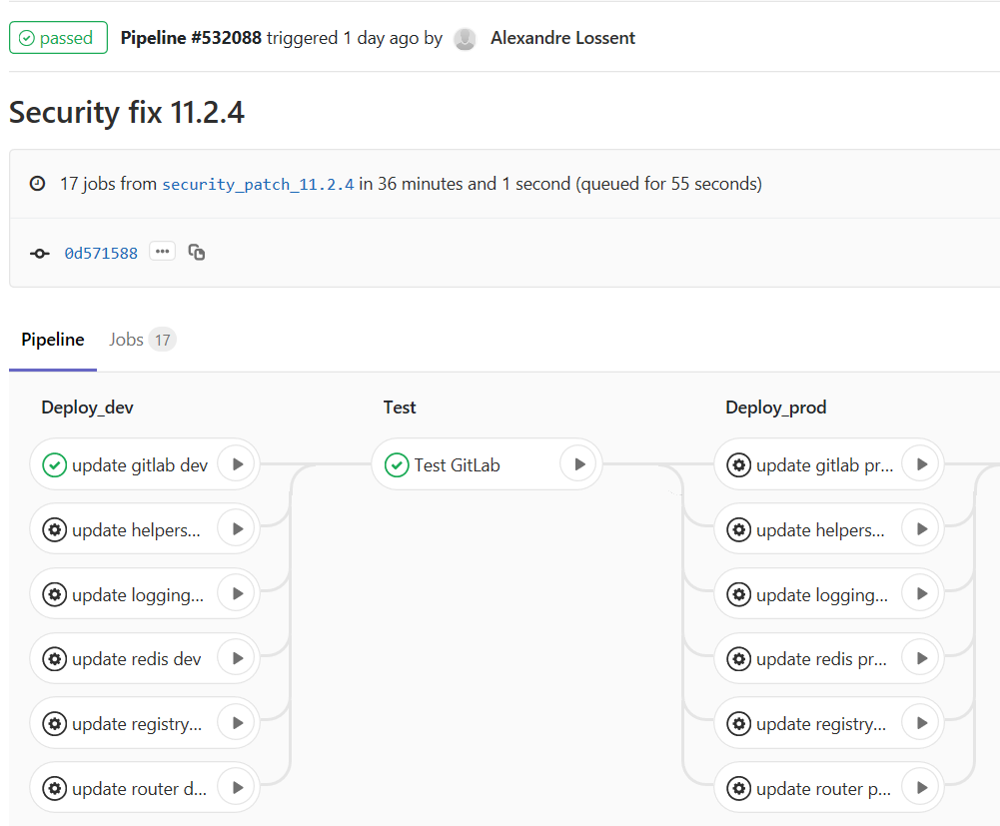 passed Pipeline #532088 triggered 1 day ago by Alexandre Lossent
Security fix 11.2.4
17 jobs from security_patch_11.2.4 in 36 minutes and 1 second (queued for 55 seconds)
0d571588 ...
Pipeline Jobs 17
Deploy_dev Test Deploy_prod
update gitlab dev Test GitLab update gitlab pr...
update helpers... update helpers...
update logging... update logging...
update redis dev update redis pr...
update registry... update registry...
update router d... update router p...